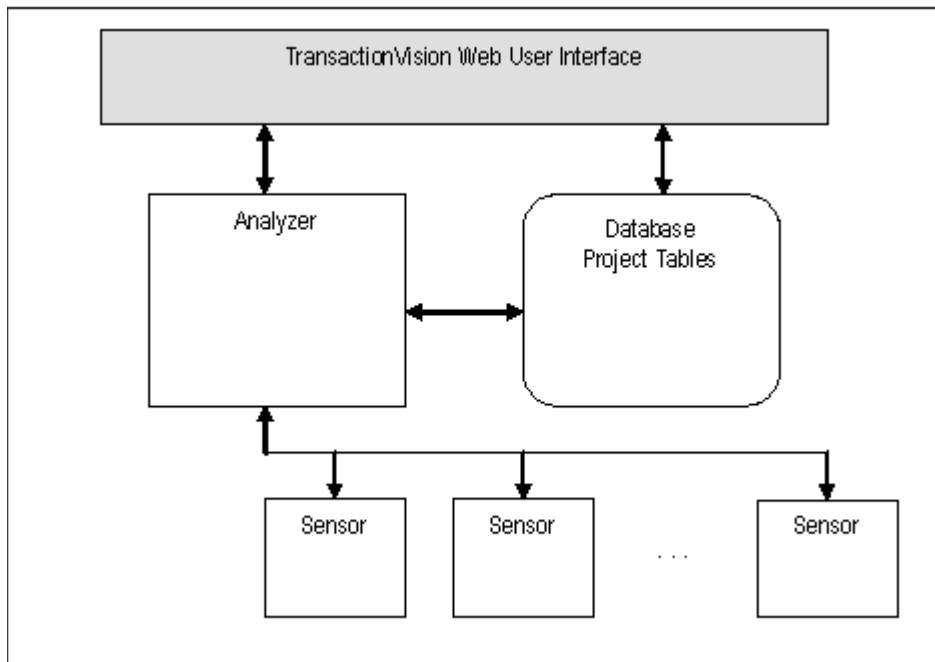 TransactionVision Web User Interface
Analyzer
Database
Project Tables
Sensor
Sensor
. . .
Sensor